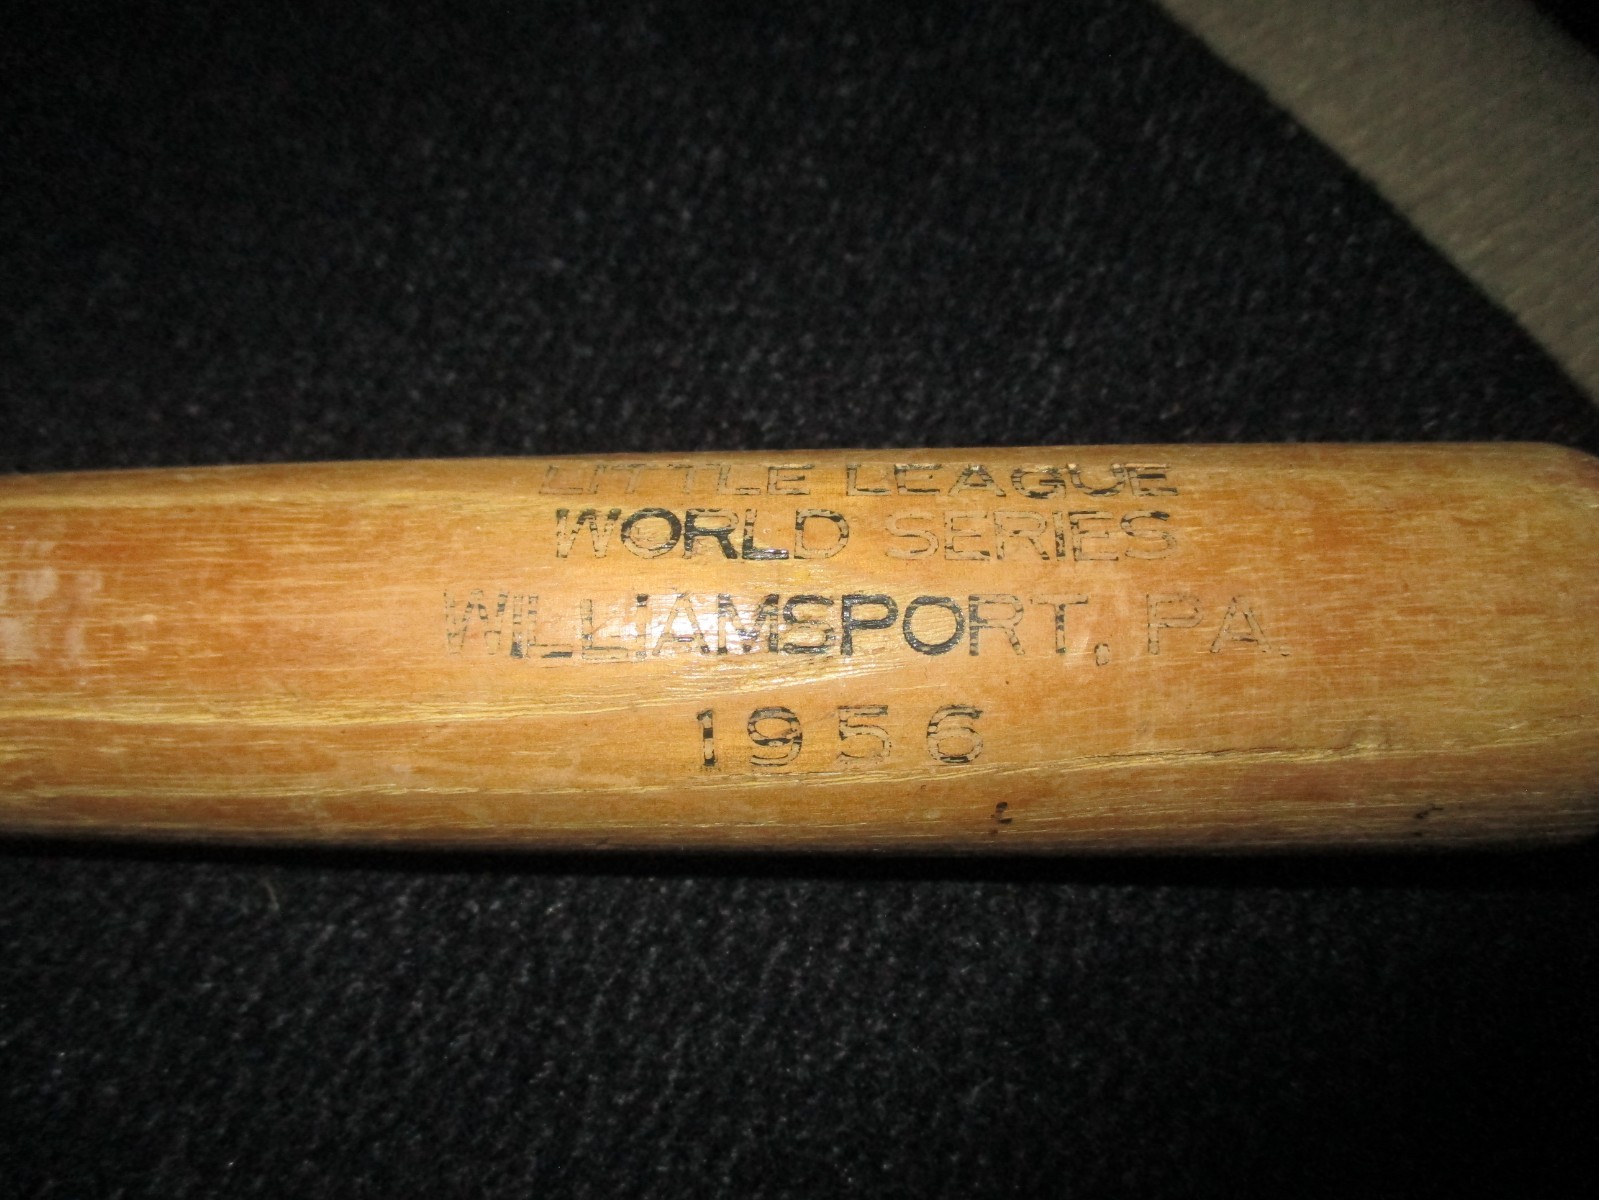 LITTLE LEAGUE
WORLD SERIES
WILLIAMSPORT, PA.
1956